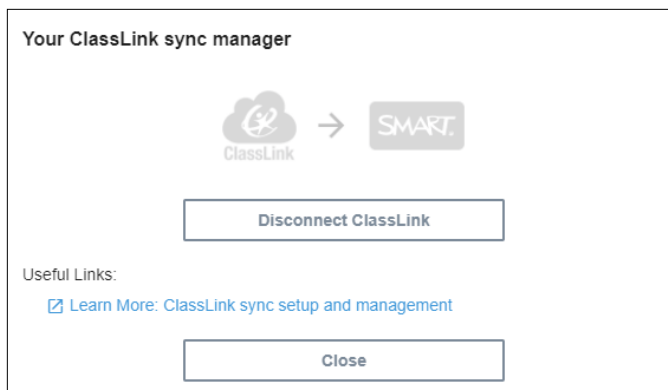 Your ClassLink sync manager
ClassLink
SMART
Disconnect ClassLink
Useful Links:
Learn More: ClassLink sync setup and management
Close